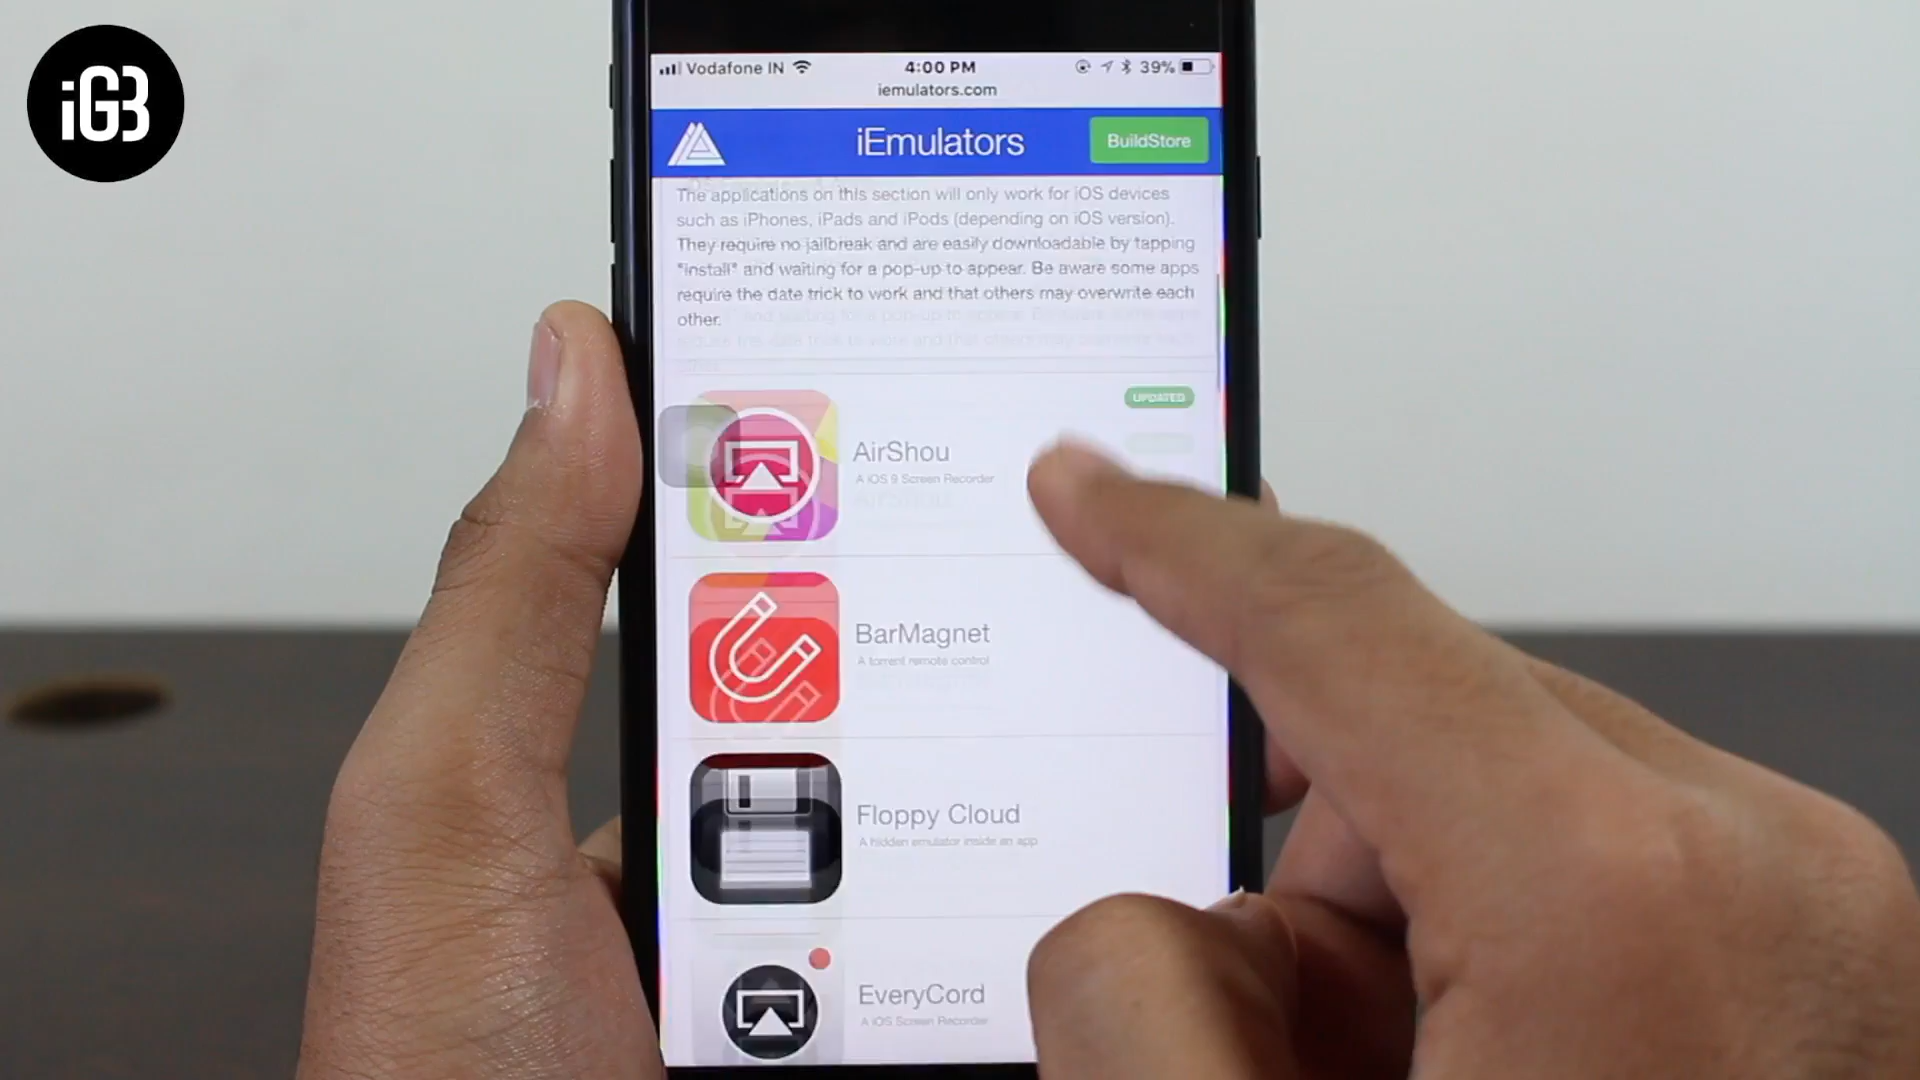 iGB
Vodafone IN
4:00 PM
39%
iemulators.com
iEmulators
BuildStore
The applications on this section will only work for iOS devices
such as iPhones, iPads and iPods (depending on iOS version).
They require no jailbreak and are easily downloadable by tapping
"install" and waiting for a pop-up to appear. Be aware some apps
require the date trick to work and that others may overwrite each
other.
UPDATED
AirShou
A iOS 9 Screen Recorder
BarMagnet
A torrent remote control
Floppy Cloud
A hidden emulator inside an app
EveryCord
A iOS Screen Recorder